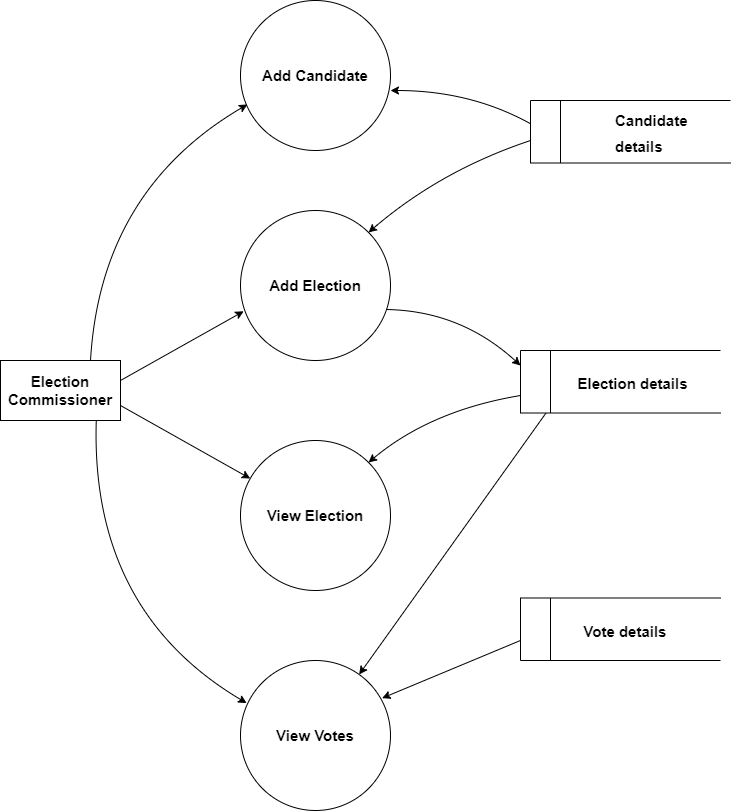 Add Candidate
Candidate
details
Add Election
Election
Commissioner
Election details
View Election
Vote details
View Votes